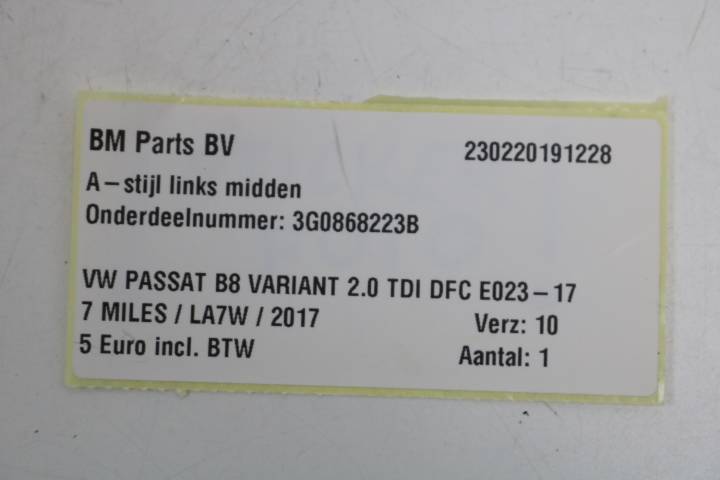 BM Parts BV 230220191228
A-stijl links midden
Onderdeelnummer: 3G0868223B
VW PASSAT B8 VARIANT 2.0 TDI DFC E023-17
7 MILES / LA7W / 2017 Verz: 10
5 Euro incl. BTW Aantal: 1